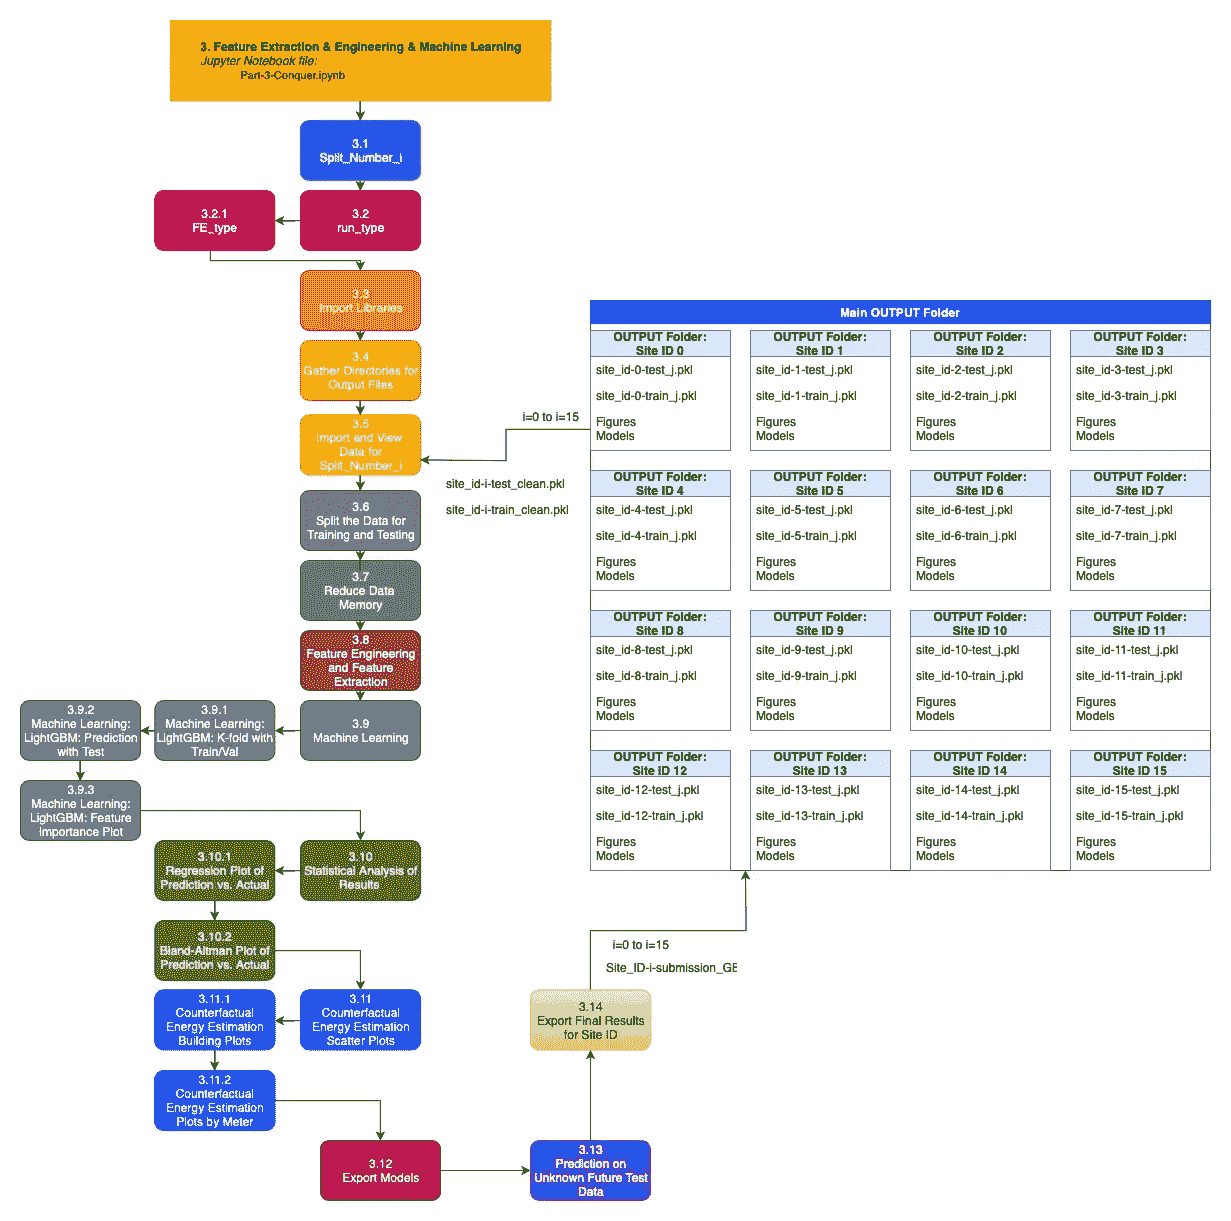 3. Feature Extraction & Engineering & Machine Learning
Jupyter Notebook file:
Part-3-Conquer.ipynb
3.1
Split_Number_i
3.2.1
FE_type
3.2
run_type
3.3
Import Libraries
3.4
Gather Directories for
Output Files
3.5
Import and View
Data for
Split_Number_i
i=0 to i=15
site_id-i-test_clean.pkl
site_id-i-train_clean.pkl
3.6
Split the Data for
Training and Testing
3.7
Reduce Data
Memory
3.8
Feature Engineering
and Feature
Extraction
3.9.2
Machine Learning:
LightGBM: Prediction
with Test
3.9.1
Machine Learning:
LightGBM: K-fold with
Train/Val
3.9
Machine Learning
3.9.3
Machine Learning:
LightGBM: Feature
Importance Plot
3.10.1
Regression Plot of
Prediction vs. Actual
3.10
Statistical Analysis of
Results
3.10.2
Bland-Altman Plot of
Prediction vs. Actual
3.11.1
Counterfactual
Energy Estimation
Building Plots
3.11
Counterfactual
Energy Estimation
Scatter Plots
3.11.2
Counterfactual
Energy Estimation
Plots by Meter
3.12
Export Models
3.13
Prediction on
Unknown Future Test
Data
3.14
Export Final Results
for Site ID
i=0 to i=15
Site_ID-i-submission_GE
Main OUTPUT Folder
OUTPUT Folder:
Site ID 0
site_id-0-test_j.pkl
site_id-0-train_j.pkl
Figures
Models
OUTPUT Folder:
Site ID 1
site_id-1-test_j.pkl
site_id-1-train_j.pkl
Figures
Models
OUTPUT Folder:
Site ID 2
site_id-2-test_j.pkl
site_id-2-train_j.pkl
Figures
Models
OUTPUT Folder:
Site ID 3
site_id-3-test_j.pkl
site_id-3-train_j.pkl
Figures
Models
OUTPUT Folder:
Site ID 4
site_id-4-test_j.pkl
site_id-4-train_j.pkl
Figures
Models
OUTPUT Folder:
Site ID 5
site_id-5-test_j.pkl
site_id-5-train_j.pkl
Figures
Models
OUTPUT Folder:
Site ID 6
site_id-6-test_j.pkl
site_id-6-train_j.pkl
Figures
Models
OUTPUT Folder:
Site ID 7
site_id-7-test_j.pkl
site_id-7-train_j.pkl
Figures
Models
OUTPUT Folder:
Site ID 8
site_id-8-test_j.pkl
site_id-8-train_j.pkl
Figures
Models
OUTPUT Folder:
Site ID 9
site_id-9-test_j.pkl
site_id-9-train_j.pkl
Figures
Models
OUTPUT Folder:
Site ID 10
site_id-10-test_j.pkl
site_id-10-train_j.pkl
Figures
Models
OUTPUT Folder:
Site ID 11
site_id-11-test_j.pkl
site_id-11-train_j.pkl
Figures
Models
OUTPUT Folder:
Site ID 12
site_id-12-test_j.pkl
site_id-12-train_j.pkl
Figures
Models
OUTPUT Folder:
Site ID 13
site_id-13-test_j.pkl
site_id-13-train_j.pkl
Figures
Models
OUTPUT Folder:
Site ID 14
site_id-14-test_j.pkl
site_id-14-train_j.pkl
Figures
Models
OUTPUT Folder:
Site ID 15
site_id-15-test_j.pkl
site_id-15-train_j.pkl
Figures
Models